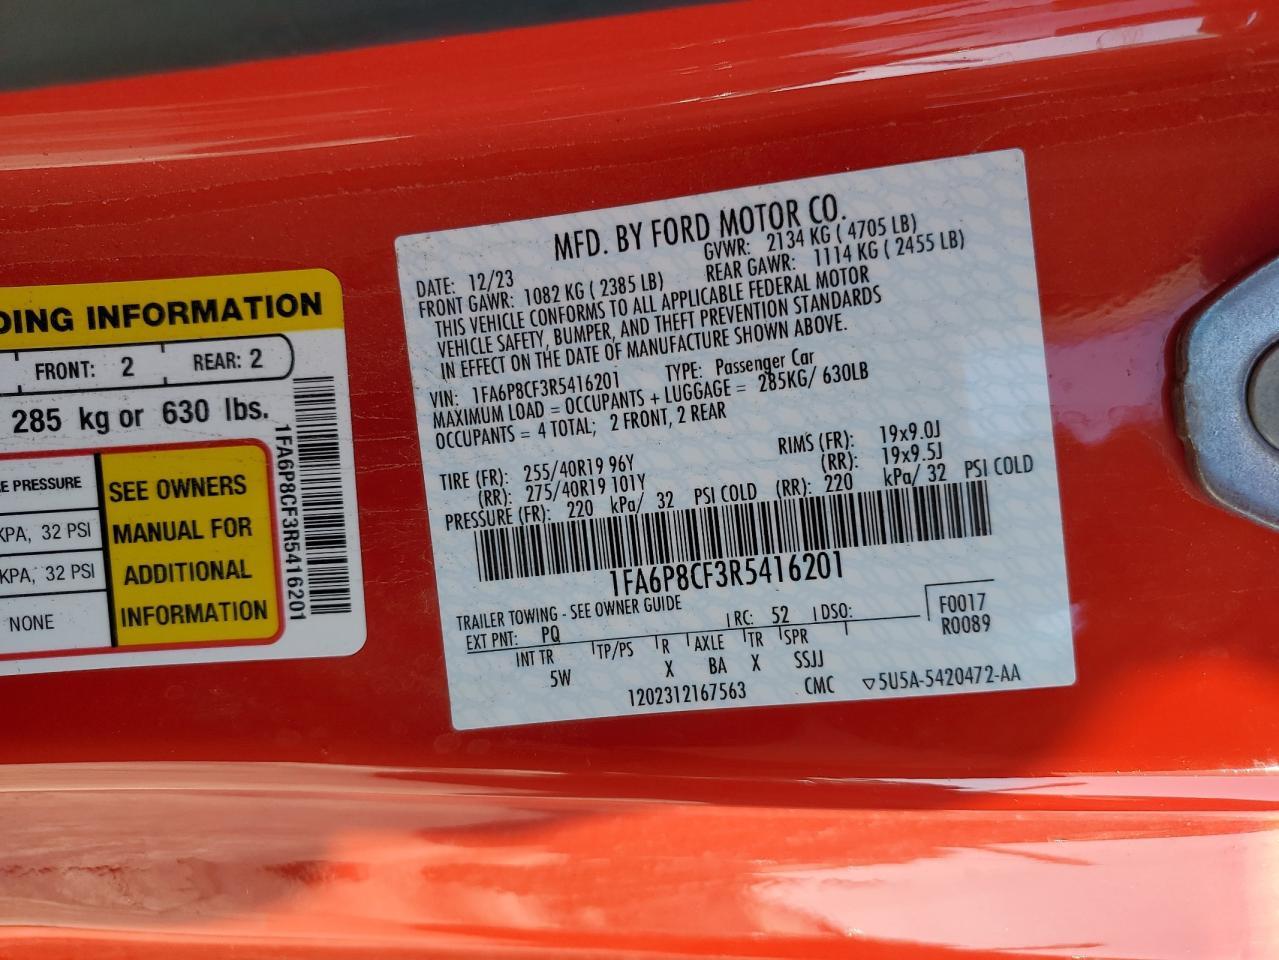 DING INFORMATION
FRONT: 2 REAR: 2
285 kg or 630 lbs.
E PRESSURE
KPA, 32 PSI
KPA, 32 PSI
NONE
SEE OWNERS
MANUAL FOR
ADDITIONAL
INFORMATION
1FA6P8CF3R5416201
MFD. BY FORD MOTOR CO.
DATE: 12/23 GVWR: 2134 KG ( 4705 LB)
FRONT GAWR: 1082 KG ( 2385 LB) REAR GAWR: 1114 KG ( 2455 LB)
THIS VEHICLE CONFORMS TO ALL APPLICABLE FEDERAL MOTOR
VEHICLE SAFETY, BUMPER, AND THEFT PREVENTION STANDARDS
IN EFFECT ON THE DATE OF MANUFACTURE SHOWN ABOVE.
VIN: 1FA6P8CF3R5416201 TYPE: Passenger Car
MAXIMUM LOAD = OCCUPANTS + LUGGAGE = 285KG/ 630LB
OCCUPANTS = 4 TOTAL; 2 FRONT, 2 REAR
TIRE (FR): 255/40R19 96Y RIMS (FR): 19x9.0J
(RR): 275/40R19 101Y (RR): 19x9.5J
PRESSURE (FR): 220 kPa/ 32 PSI COLD (RR): 220 kPa/ 32 PSI COLD
1FA6P8CF3R5416201
TRAILER TOWING - SEE OWNER GUIDE
EXT PNT: PQ RC: 52 DSO: F0017
R0089
INT TR TP/PS R AXLE TR SPR
5W X BA X SSJJ
1202312167563 CMC ▽5U5A-5420472-AA